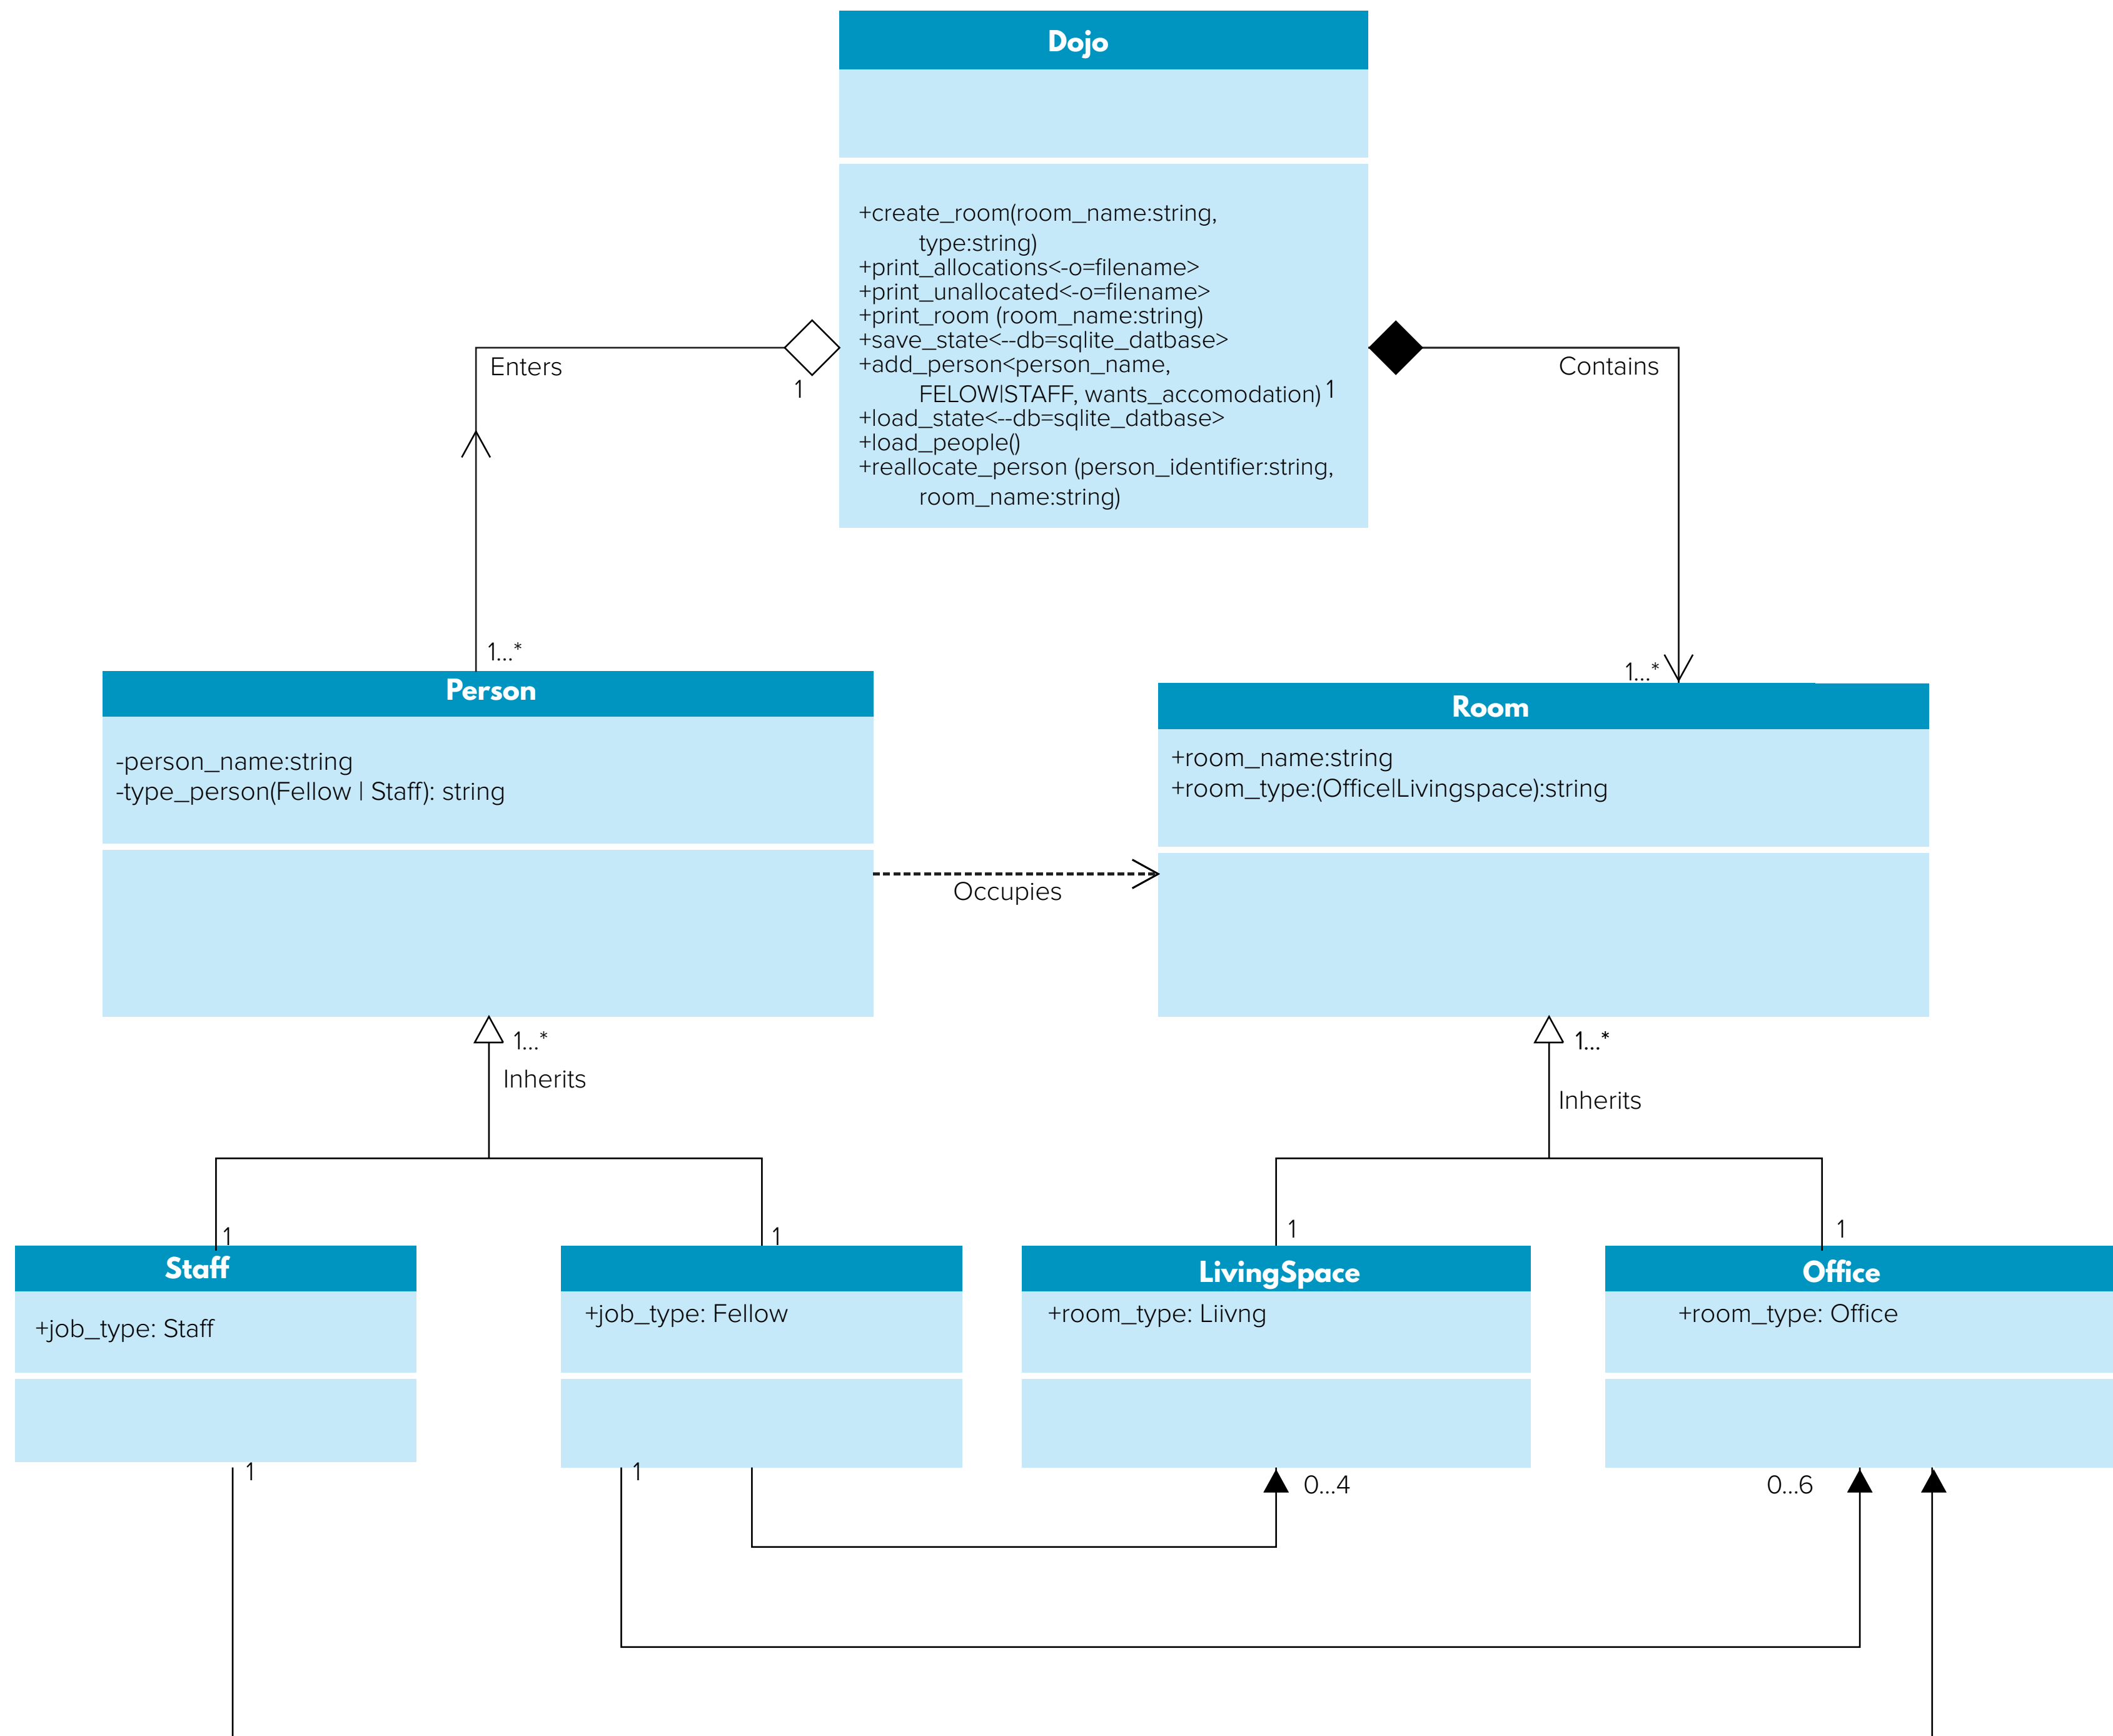 Dojo
+create_room(room_name:string,
type:string)
+print_allocations<-o=filename>
+print_unallocated<-o=filename>
+print_room (room_name:string)
+save_state<--db=sqlite_datbase>
+add_person<person_name,
FELOW|STAFF, wants_accomodation)
+load_state<--db=sqlite_datbase>
+load_people()
+reallocate_person (person_identifier:string,
room_name:string)
Enters
1
1
Contains
1...*
1...*
Person
-person_name:string
-type_person(Fellow | Staff): string
Room
+room_name:string
+room_type:(Office|Livingspace):string
Occupies
1...*
Inherits
1...*
Inherits
1
1
1
1
Staff
+job_type: Staff
+job_type: Fellow
LivingSpace
+room_type: Liivng
Office
+room_type: Office
1
1
0...4
0...6